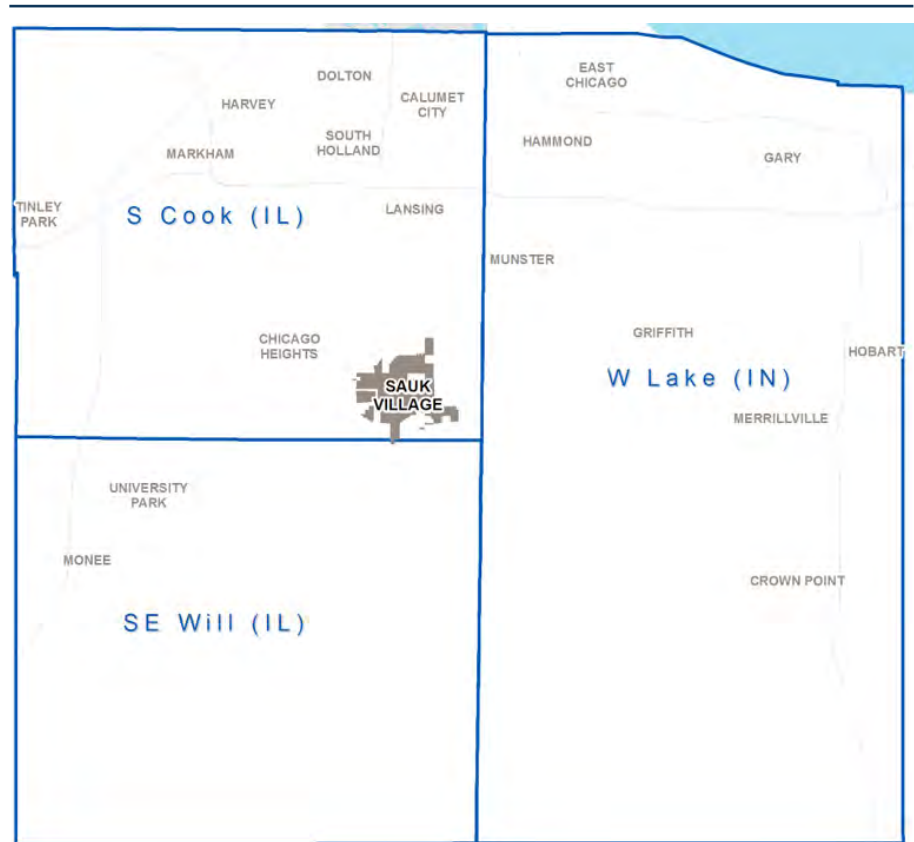 DOLTON
HARVEY
CALUMET
CITY
SOUTH
HOLLAND
MARKHAM
TINLEY
PARK
S Cook (IL)
LANSING
CHICAGO
HEIGHTS
SAUK
VILLAGE
EAST
CHICAGO
HAMMOND
GARY
MUNSTER
GRIFFITH
HOBART
W Lake (IN)
MERRILLVILLE
CROWN POINT
UNIVERSITY
PARK
MONEE
SE Will (IL)